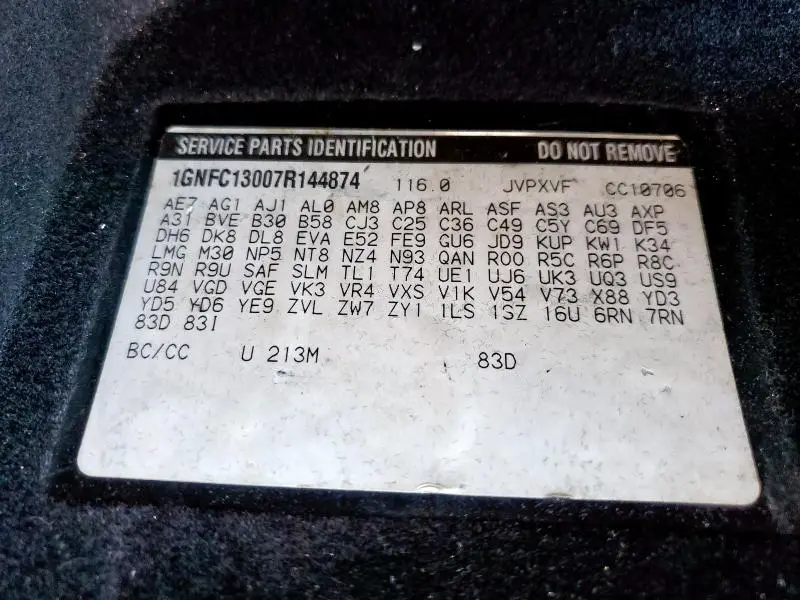 SERVICE PARTS IDENTIFICATION DO NOT REMOVE
1GNFC13007R144874 116.0 JVPXVF CC10706
AE7 AG1 AJ1 AL0 AM8 AP8 ARL ASF AS3 AU3 AXP
A31 BVE B30 B58 CJ3 C25 C36 C49 C5Y C69 DF5
DH6 DK8 DL8 EVA E52 FE9 GU6 JD9 KUP KW1 K34
LMG M30 NP5 NT8 NZ4 N93 QAN R00 R5C R6P R8C
R9N R9U SAF SLM TL1 T74 UE1 UJ6 UK3 UQ3 US9
U84 VGD VGE VK3 VR4 VXS V1K V54 V73 X88 YD3
YD5 YD6 YE9 ZVL ZW7 ZY1 1LS 1SZ 16U 6RN 7RN
83D 83I
BC/CC U 213M 83D